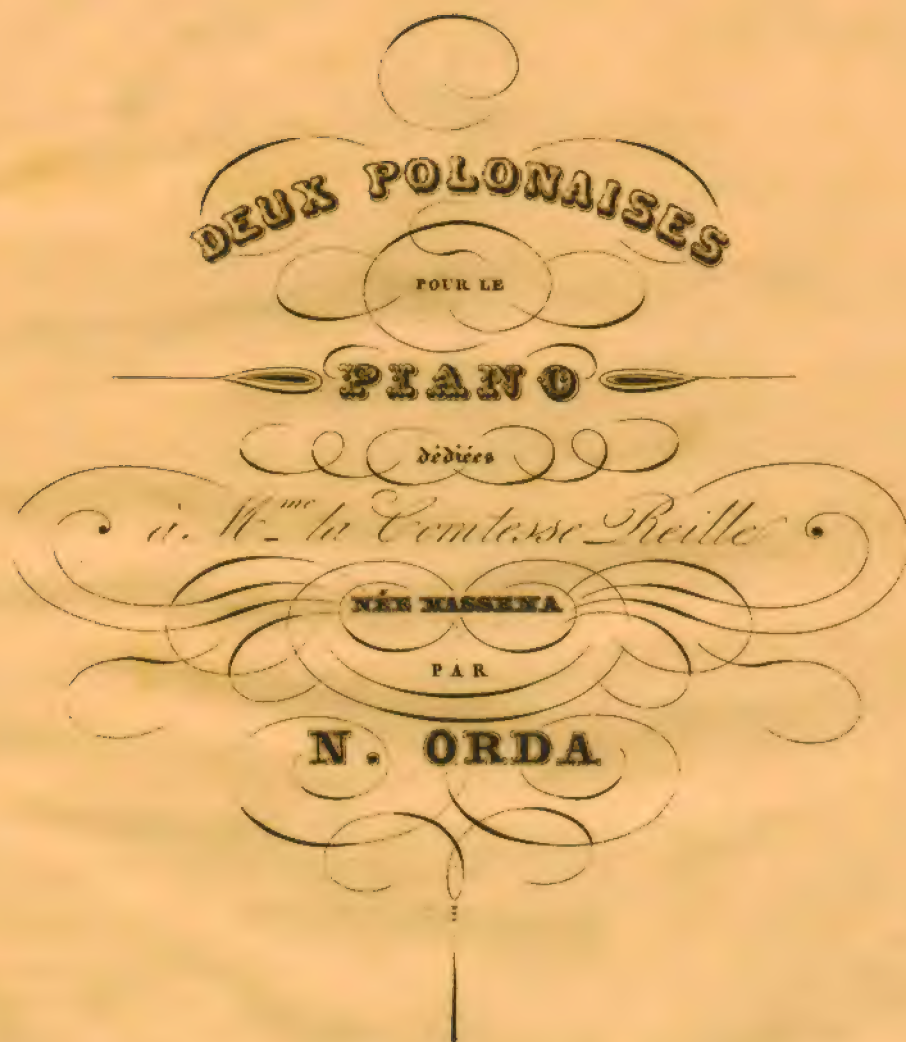 DEUX POLONAISES
POUR LE
PIANO
dédiées
à Mme la Comtesse Reille
NÉE MASSENA
PAR
N. ORDA